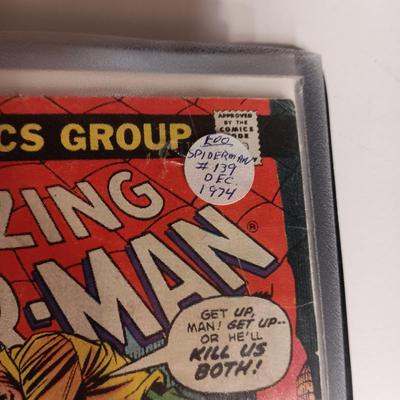 CS GROUP
APPROVED
BY THE
COMICS
CODE
SPIDERMAN
#139
DEC.
1974
ZING
R-MAN®
GET UP,
MAN! GET UP--
OR HE'LL
KILL US
BOTH!